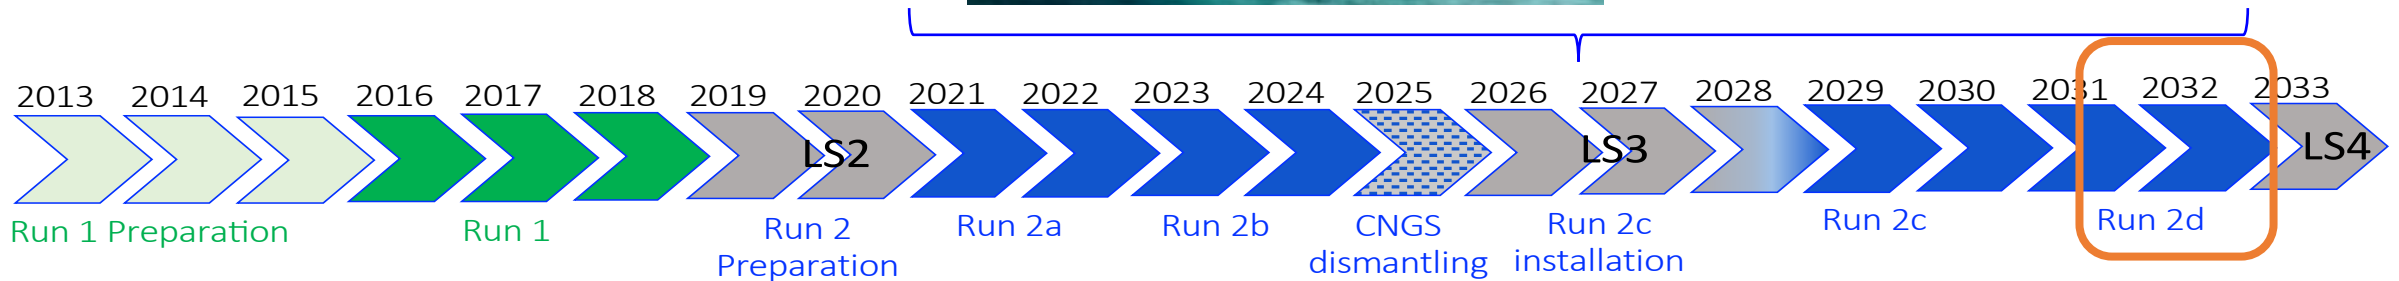 2013 2014 2015 2016 2017 2018 2019 2020 2021 2022 2023 2024 2025 2026 2027 2028 2029 2030 2031 2032 2033
LS2 LS3 LS4
Run 1 Preparation Run 1 Run 2 Run 2a Run 2b CNGS Run 2c Run 2c Run 2d
Preparation dismantling installation